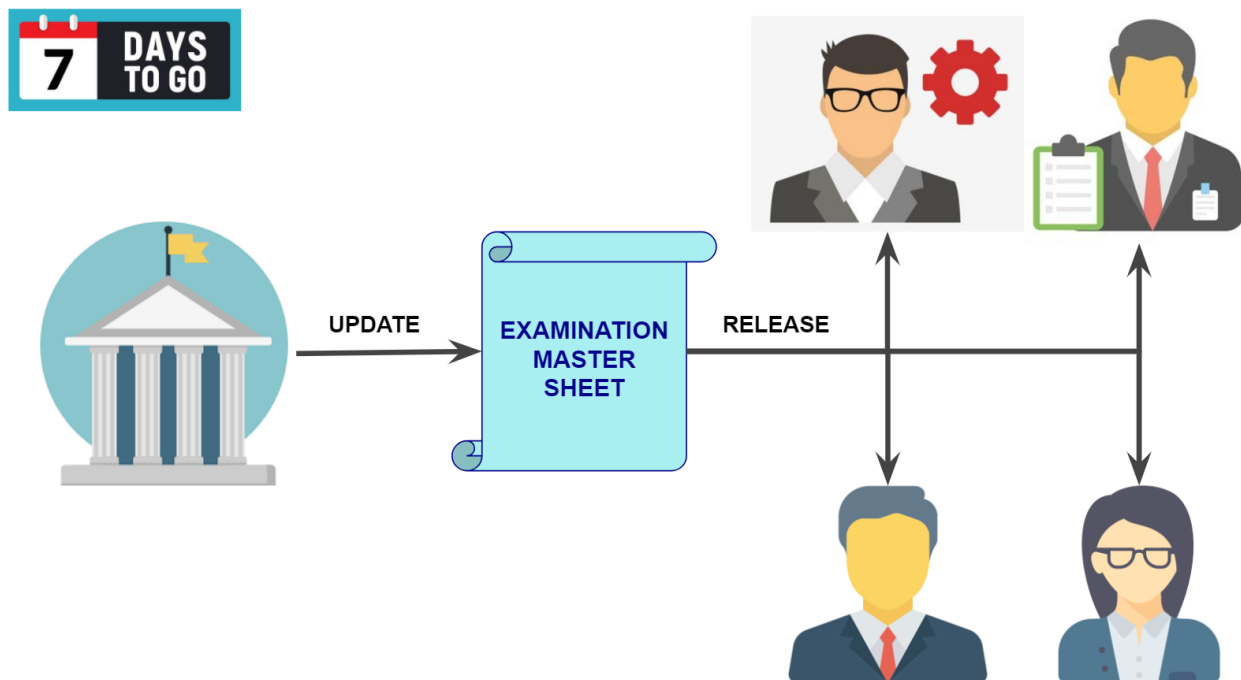 7
DAYS
TO GO
UPDATE
EXAMINATION
MASTER
SHEET
RELEASE